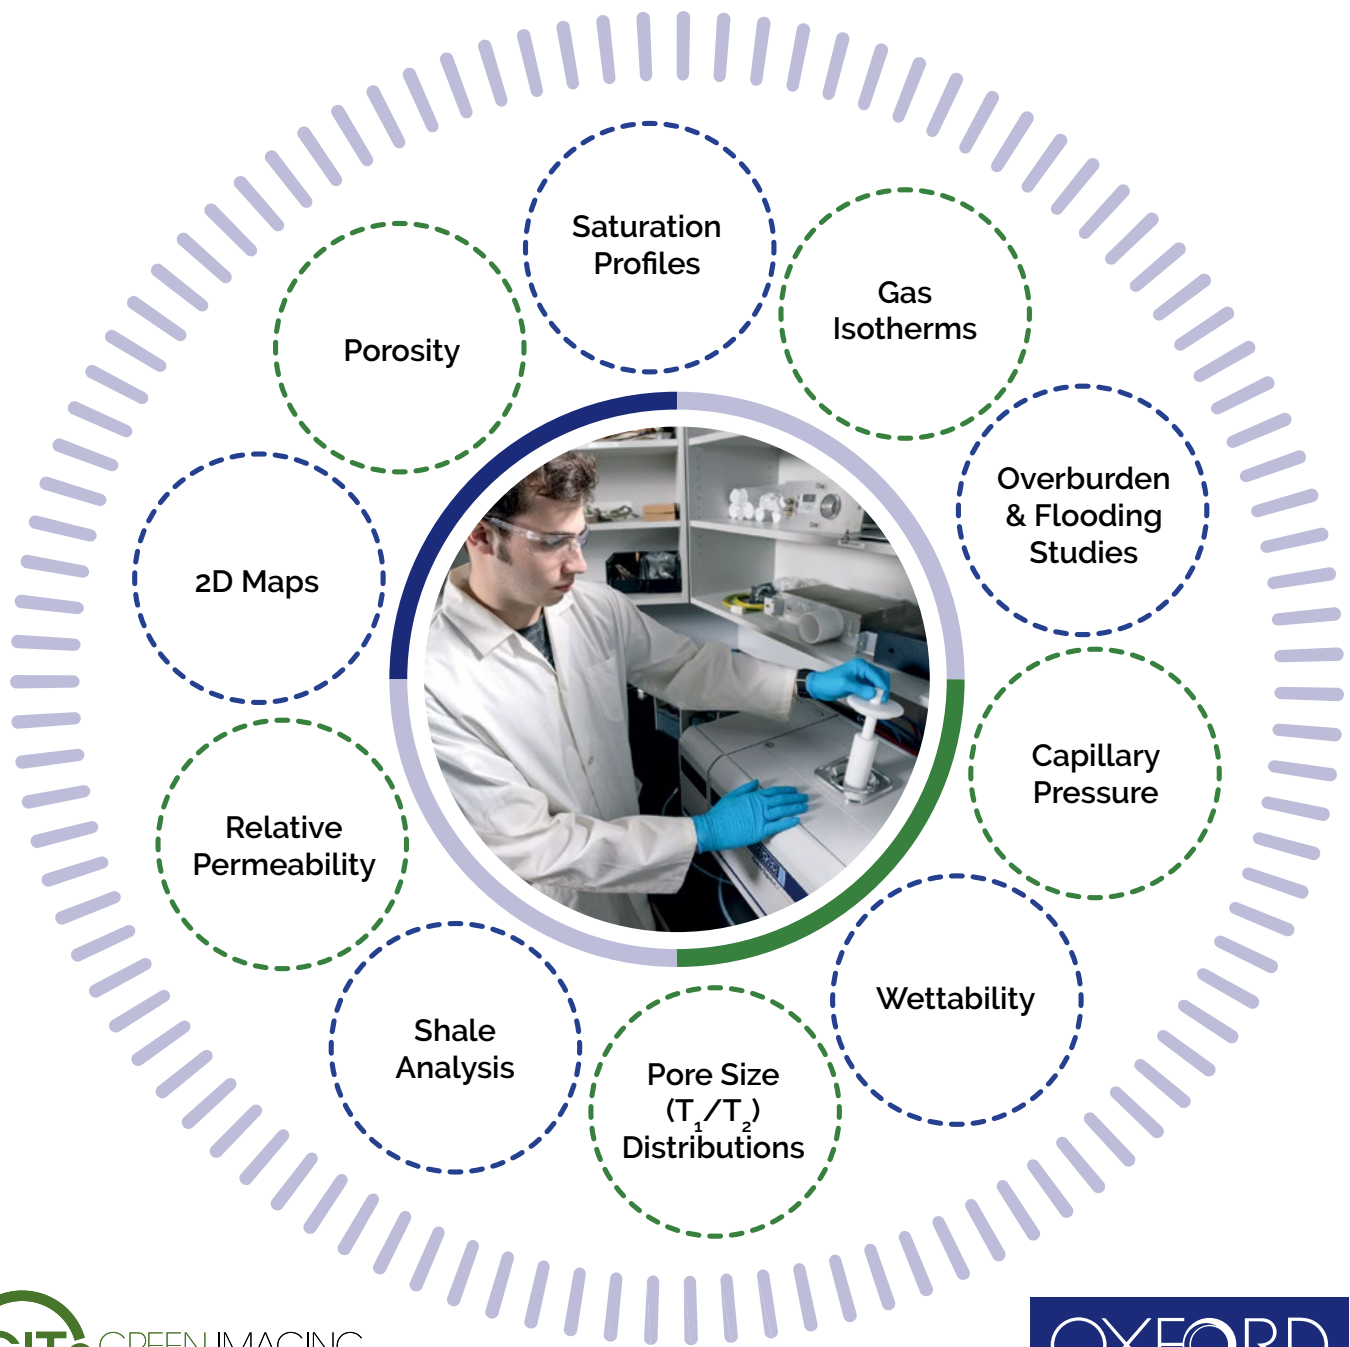 Saturation
Profiles
Gas
Isotherms
Porosity
Overburden
& Flooding
Studies
2D Maps
Capillary
Pressure
Relative
Permeability
Wettability
Shale
Analysis
Pore Size
(T₁/T₂)
Distributions
GIT
GREEN IMAGING
OXFORD